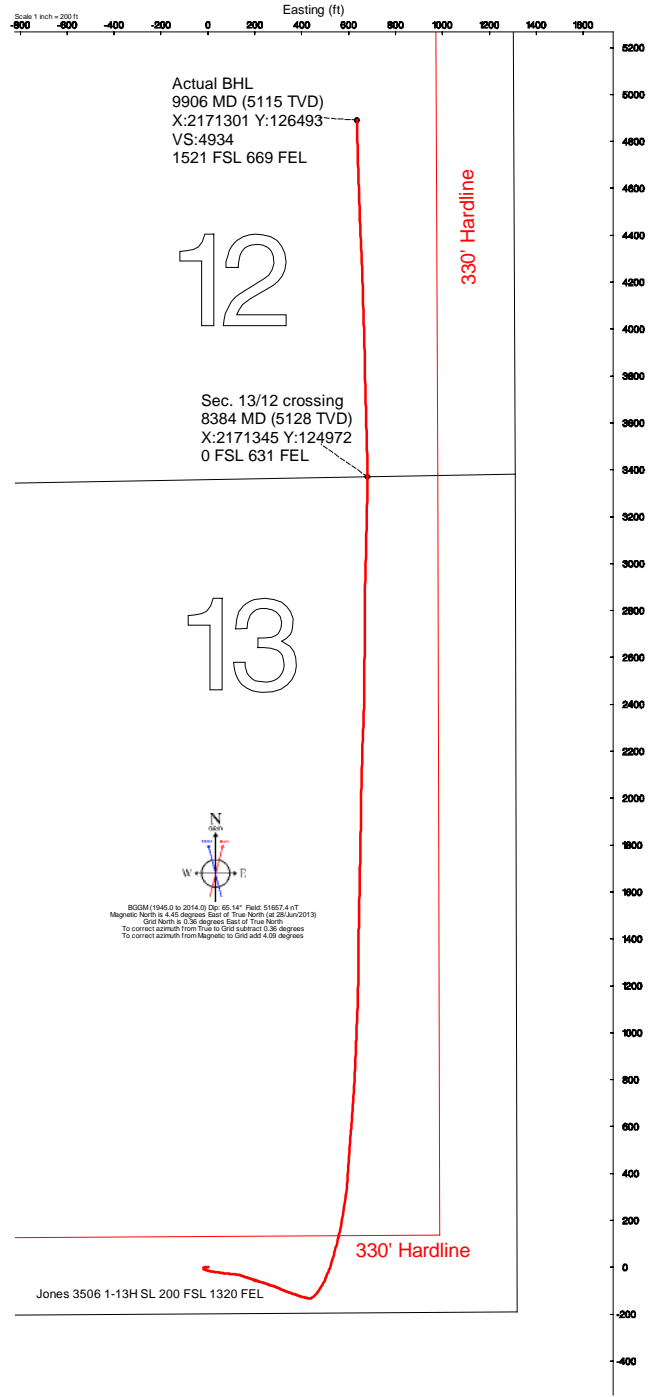 Scale 1 inch = 200 ft
Easting (ft)
-800 -600 -400 -200 0 200 400 600 800 1000 1200 1400 1600
5200
5000
4800
4600
4400
4200
4000
3800
3600
3400
3200
3000
2800
2600
2400
2200
2000
1800
1600
1400
1200
1000
800
600
400
200
0
-200
-400
Actual BHL
9906 MD (5115 TVD)
X:2171301 Y:126493
VS:4934
1521 FSL 669 FEL
330' Hardline
12
Sec. 13/12 crossing
8384 MD (5128 TVD)
X:2171345 Y:124972
0 FSL 631 FEL
13
N
W E
BGGM (1945.0 to 2014.0) Dip: 65.14° Field: 51657.4 nT
Magnetic North is 4.45 degrees East of True North (at 28/Jun/2013)
Grid North is 0.36 degrees East of True North
To correct azimuth from True to Grid subtract 0.36 degrees
To correct azimuth from Magnetic to Grid add 4.09 degrees
330' Hardline
Jones 3506 1-13H SL 200 FSL 1320 FEL